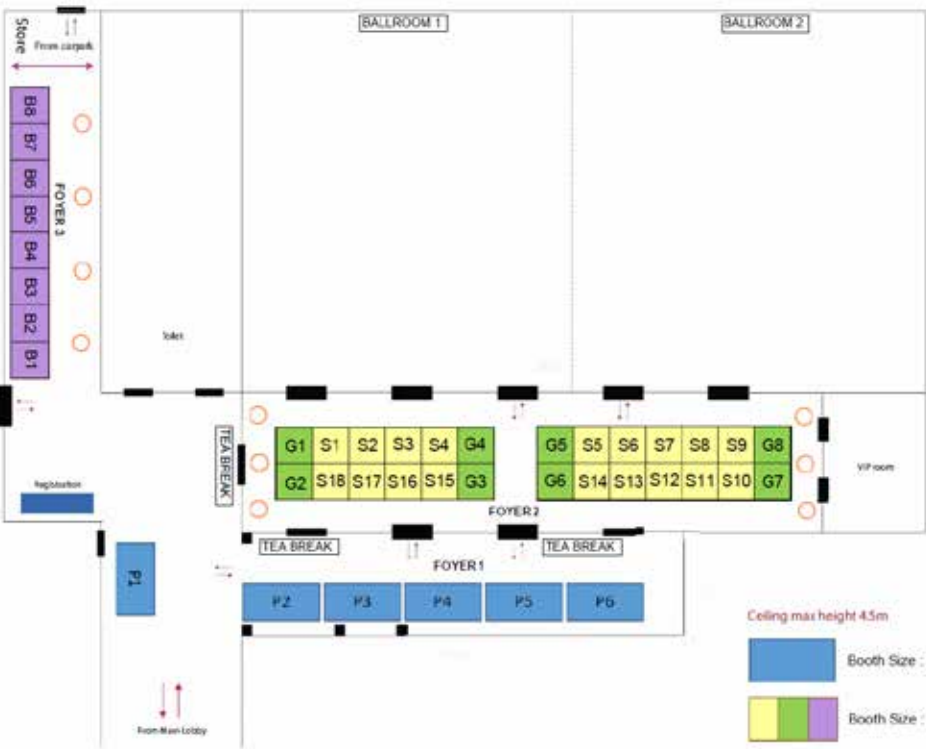 BALLROOM 1
BALLROOM 2
Store
From carpark
B8
B7
B6
B5
B4
B3
B2
B1
FOYER 3
Toilet
TEA BREAK
G1 S1 S2 S3 S4 G4
G2 S18 S17 S16 S15 G3
G5 S5 S6 S7 S8 S9 G8
G6 S14 S13 S12 S11 S10 G7
VIP room
Registration
FOYER 2
TEA BREAK
TEA BREAK
FOYER 1
P1
P2 P3 P4 P5 P6
Ceiling max height 4.5m
Booth Size :
Booth Size :
From Main Lobby